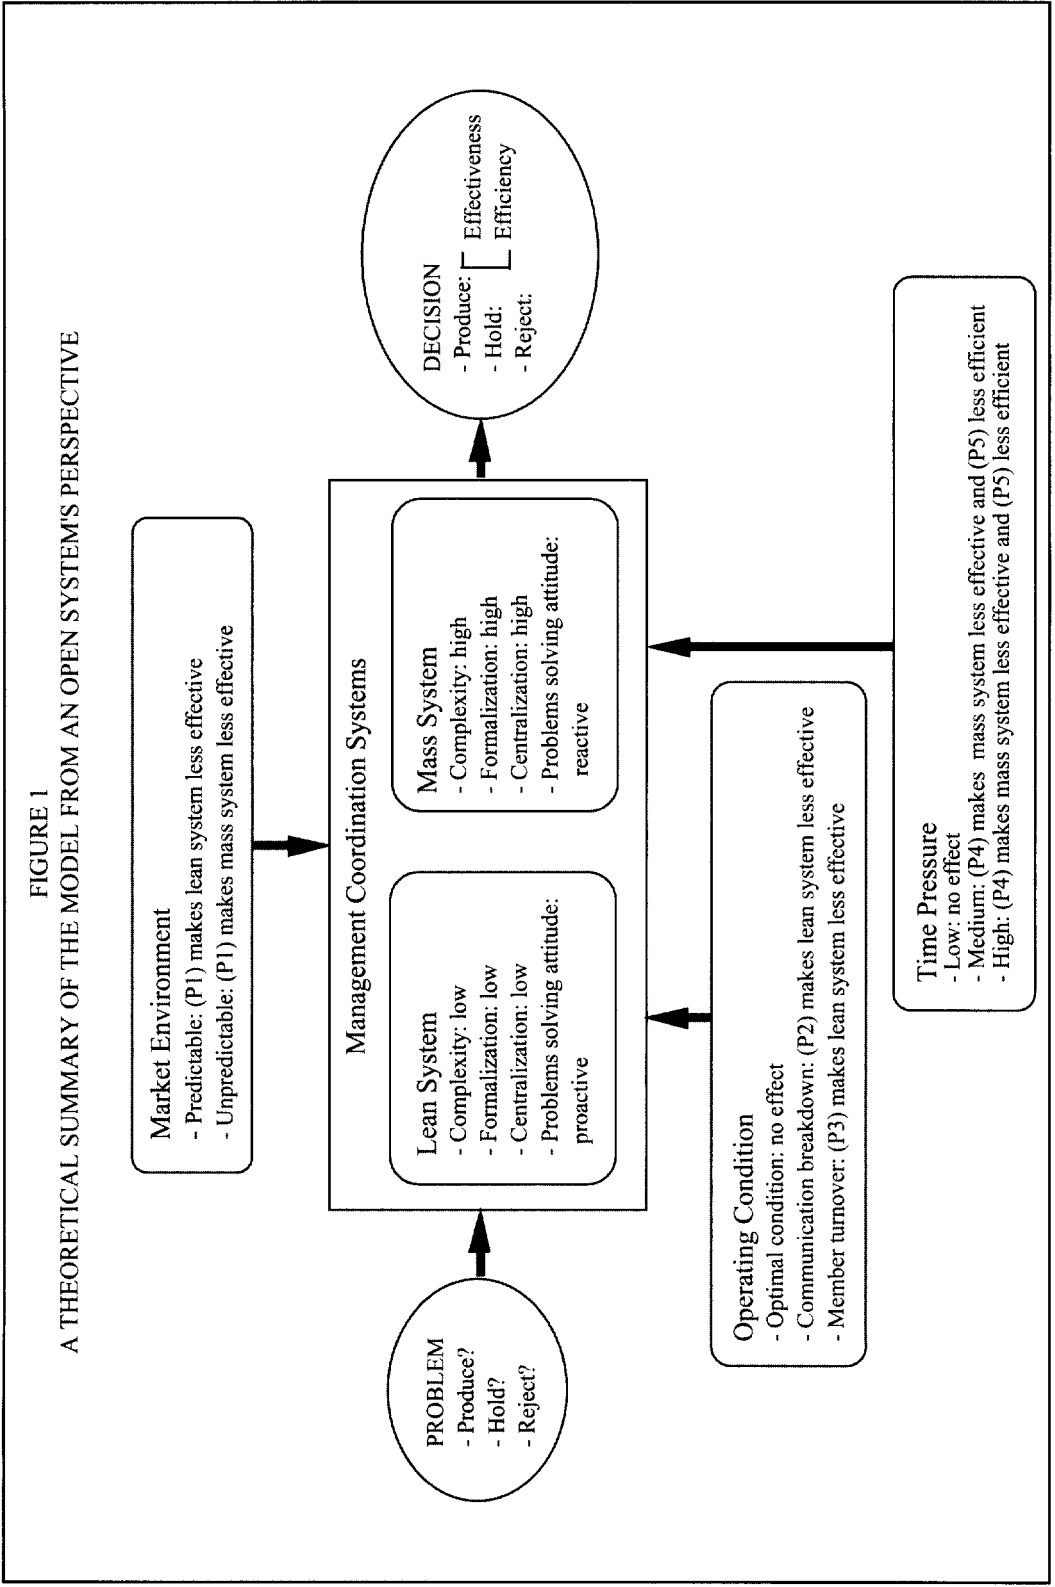 FIGURE 1
A THEORETICAL SUMMARY OF THE MODEL FROM AN OPEN SYSTEM'S PERSPECTIVE
Market Environment
- Predictable: (P1) makes lean system less effective
- Unpredictable: (P1) makes mass system less effective
PROBLEM
- Produce?
- Hold?
- Reject?
Management Coordination Systems
Lean System
- Complexity: low
- Formalization: low
- Centralization: low
- Problems solving attitude:
proactive
Mass System
- Complexity: high
- Formalization: high
- Centralization: high
- Problems solving attitude:
reactive
DECISION
- Produce:
- Hold:
- Reject:
Effectiveness
Efficiency
Operating Condition
- Optimal condition: no effect
- Communication breakdown: (P2) makes lean system less effective
- Member turnover: (P3) makes lean system less effective
Time Pressure
- Low: no effect
- Medium: (P4) makes mass system less effective and (P5) less efficient
- High: (P4) makes mass system less effective and (P5) less efficient